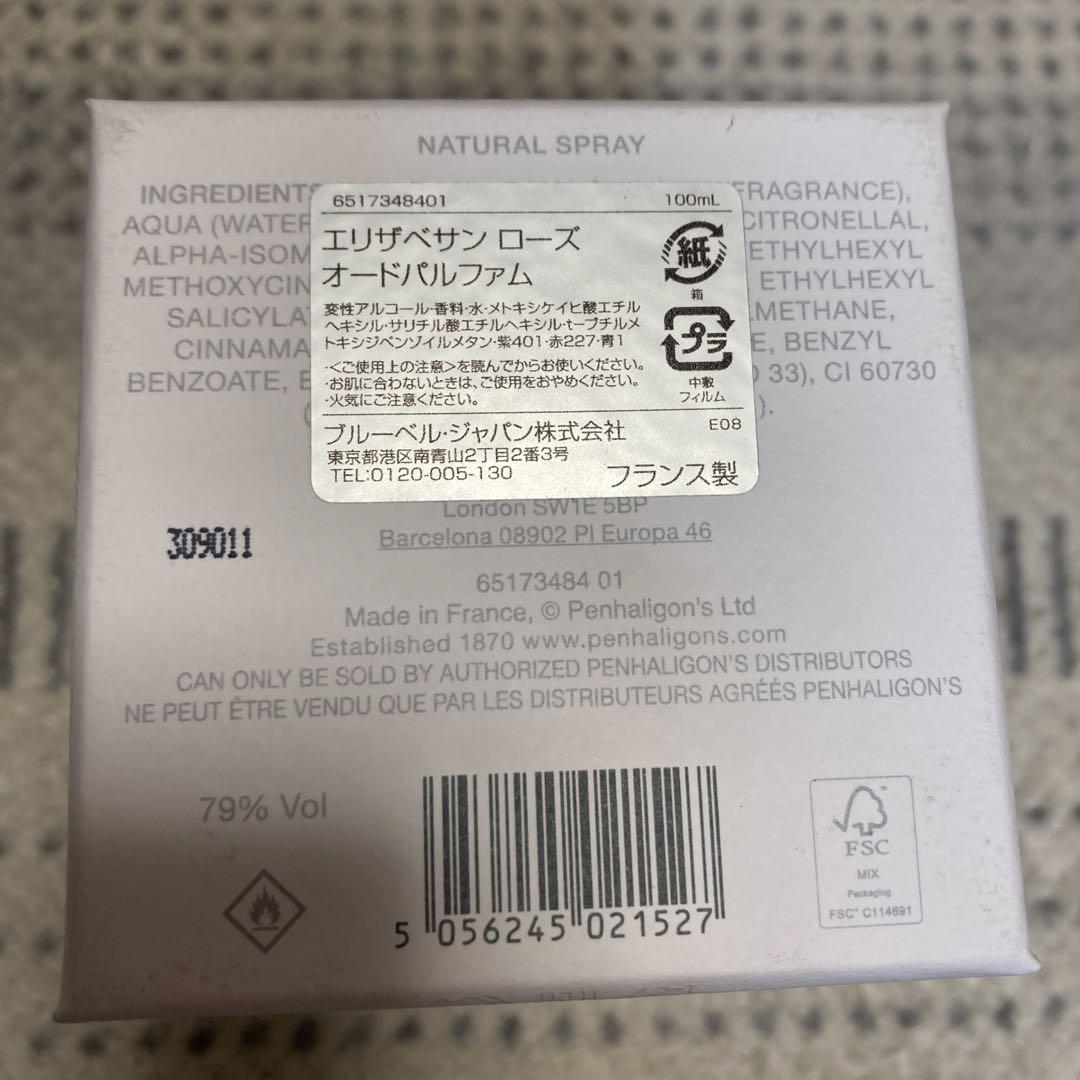 NATURAL SPRAY
INGREDIENTS FRAGRANCE),
AQUA (WATER CITRONELLAL,
ALPHA-ISOM ETHYLHEXYL
METHOXYCIN ETHYLHEXYL
SALICYLA LMETHANE,
CINNAMA E, BENZYL
BENZOATE, 33), CI 60730
).
6517348401 100mL
エリザベサン ローズ
オードパルファム
紙
箱
プラ
中敷
フィルム
変性アルコール・香料・水・メトキシケイヒ酸エチル
ヘキシル・サリチル酸エチルヘキシル・t-ブチルメ
トキシジベンゾイルメタン・紫401・赤227・青1
・<ご使用上の注意>を読んでからお使いください。
・お肌に合わないときは、ご使用をおやめください。
・火気にご注意ください。
ブルーベル・ジャパン株式会社 E08
東京都港区南青山2丁目2番3号
TEL:0120-005-130 フランス製
London SW1E 5BP
309011
Barcelona 08902 Pl Europa 46
65173484 01
Made in France, © Penhaligon's Ltd
Established 1870 www.penhaligons.com
CAN ONLY BE SOLD BY AUTHORIZED PENHALIGON'S DISTRIBUTORS
NE PEUT ÊTRE VENDU QUE PAR LES DISTRIBUTEURS AGRÉÉS PENHALIGON'S
79% Vol
5 056245 021527
FSC
MIX
Packaging
FSC™ C114691